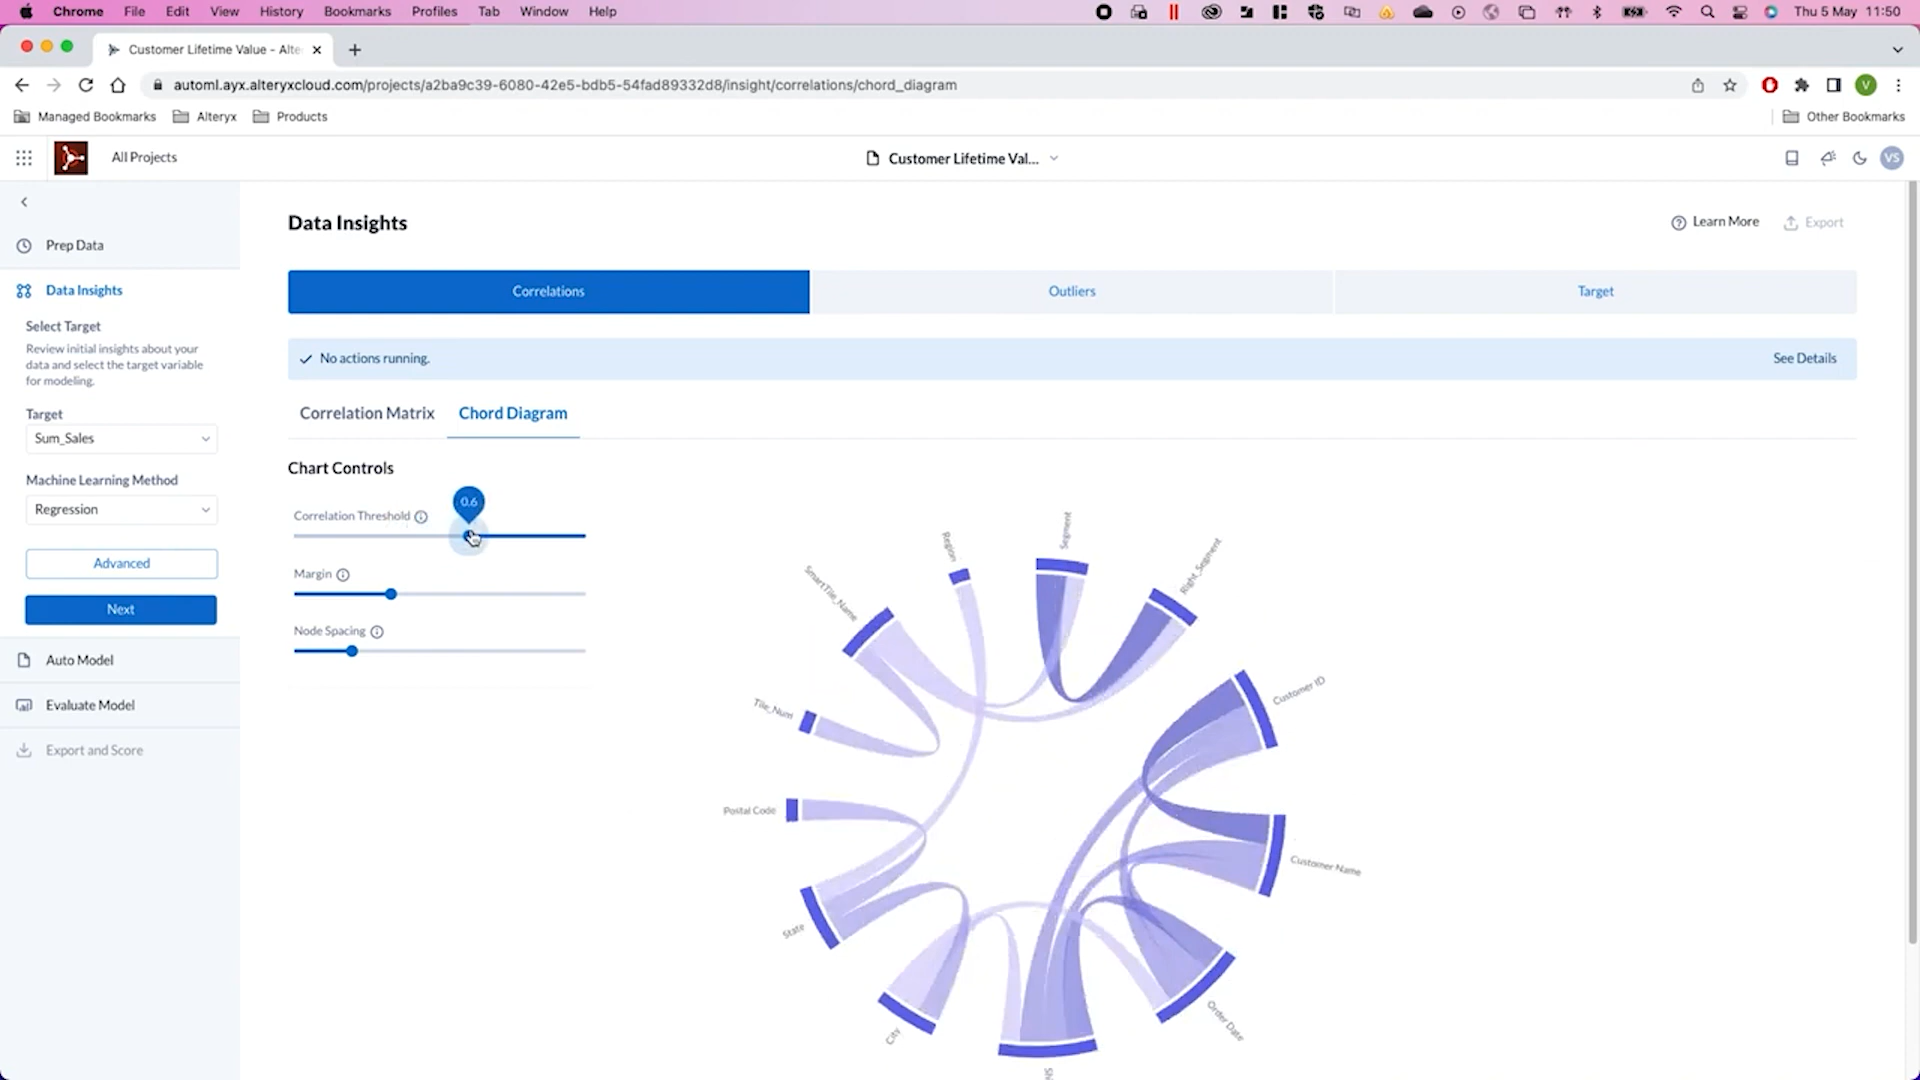 Chrome File Edit View History Bookmarks Profiles Tab Window Help
Thu 5 May 11:50
Customer Lifetime Value - Alte
automl.ayx.alteryxcloud.com/projects/a2ba9c39-6080-42e5-bdb5-54fad89332d8/insight/correlations/chord_diagram
V
Managed Bookmarks Alteryx Products Other Bookmarks
All Projects
Customer Lifetime Val...
VS
Prep Data
Data Insights
Select Target
Review initial insights about your
data and select the target variable
for modeling.
Target
Sum_Sales
Machine Learning Method
Regression
Advanced
Next
Auto Model
Evaluate Model
Export and Score
Data Insights
Learn More Export
Correlations Outliers Target
No actions running. See Details
Correlation Matrix Chord Diagram
Chart Controls
0.6
Correlation Threshold
Margin
Node Spacing
Segment
Right_Segment
Customer ID
Customer Name
Order Date
City
State
Postal Code
Tile_Num
SmartTile_Name
Region